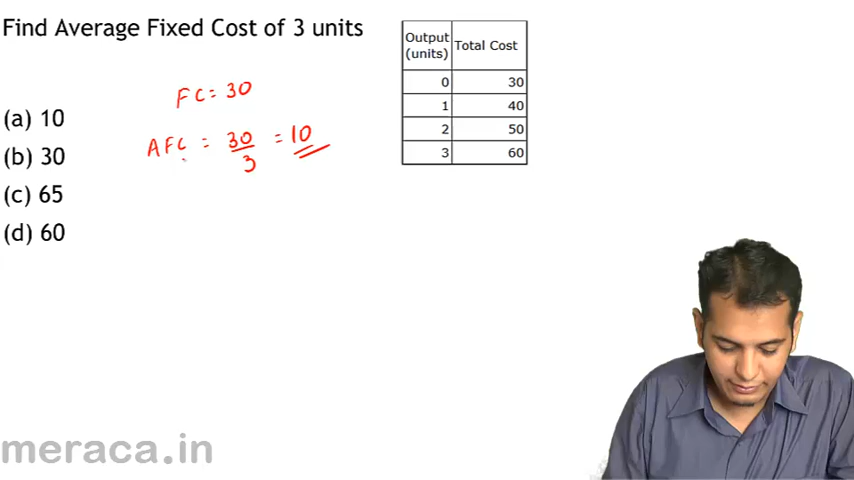 Find Average Fixed Cost of 3 units
FC = 30
(a) 10
AFC = 30/3 = 10
(b) 30
(c) 65
(d) 60
Output (units) Total Cost
0 30
1 40
2 50
3 60
meraca.in